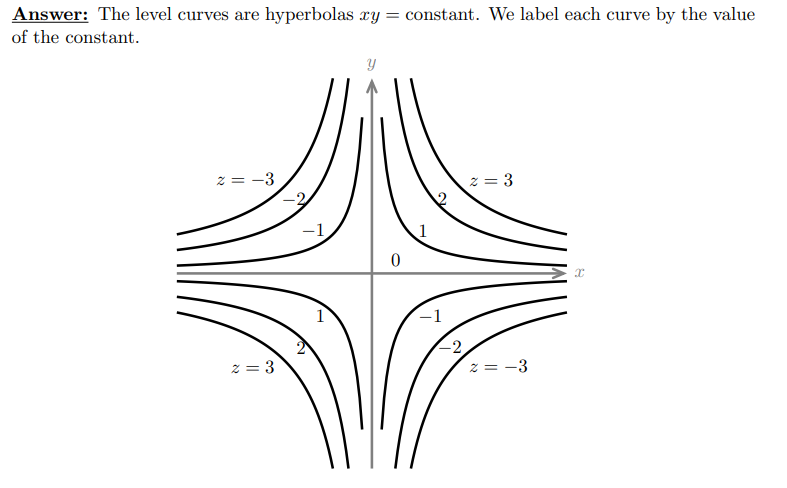 Answer: The level curves are hyperbolas xy = constant. We label each curve by the value
of the constant.
y
z = −3
z = 3
−2
2
−1
1
0
x
1
−1
2
−2
z = 3
z = −3